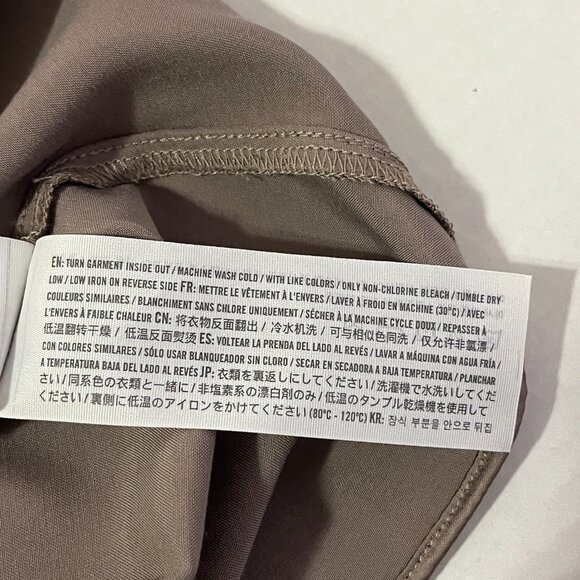 EN: TURN GARMENT INSIDE OUT / MACHINE WASH COLD / WITH LIKE COLORS / ONLY NON-CHLORINE BLEACH / TUMBLE DRY
LOW / LOW IRON ON REVERSE SIDE FR: METTRE LE VÊTEMENT À L'ENVERS / LAVER À FROID EN MACHINE (30°C) / AVEC
COULEURS SIMILAIRES / BLANCHIMENT SANS CHLORE UNIQUEMENT / SÉCHER À LA MACHINE CYCLE DOUX / REPASSER À
L'ENVERS À FAIBLE CHALEUR CN: 将衣物反面翻出 / 冷水机洗 / 可与相似色同洗 / 仅允许非氯漂 /
低温翻转干燥 / 低温反面熨烫 ES: VOLTEAR LA PRENDA DEL LADO AL REVÉS / LAVAR A MÁQUINA CON AGUA FRÍA /
CON COLORES SIMILARES / SÓLO USAR BLANQUEADOR SIN CLORO / SECAR EN SECADORA A BAJA TEMPERATURA / PLANCHAR
A TEMPERATURA BAJA DEL LADO AL REVÉS JP: 衣類を裏返しにしてください / 洗濯機で水洗いしてくだ
さい / 同系色の衣類と一緒に / 非塩素系の漂白剤のみ / 低温のタンブル乾燥機を使用して
ください / 裏側に低温のアイロンをかけてください (80°C - 120°C) KR: 장식 부분을 안으로 뒤집